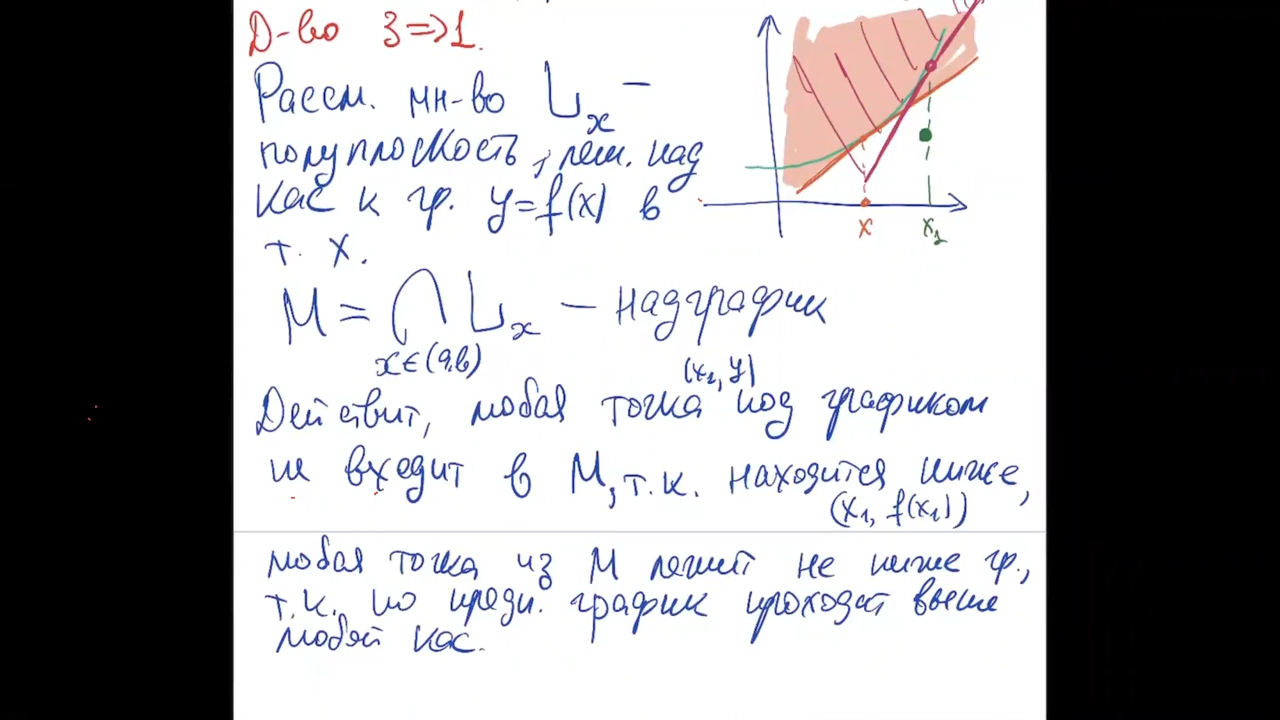 Д-во 3=>1.
Рассм. мн-во L_x –
полуплоскость, леж. над
кас к гр. y=f(x) в
т. x.
x x₁
M = ∩ L_x – надграфик
x∈(a,b)
(x₁, y)
Действит, любая точка под графиком
не входит в M, т.к. находится ниже,
(x₁, f(x₁))
любая точка из M лежит не ниже гр.,
т.к. по предп. график проходит выше
любой кас.